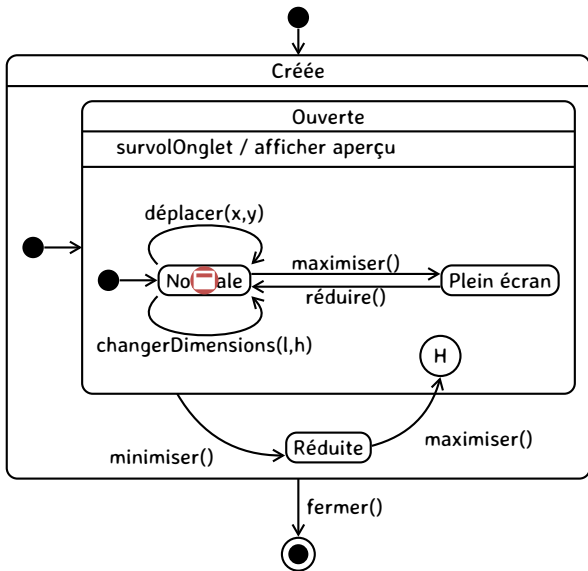 Créée
Ouverte
survolOnglet / afficher aperçu
déplacer(x,y)
maximiser()
Plein écran
réduire()
changerDimensions(l,h)
H
minimiser()
Réduite
maximiser()
fermer()